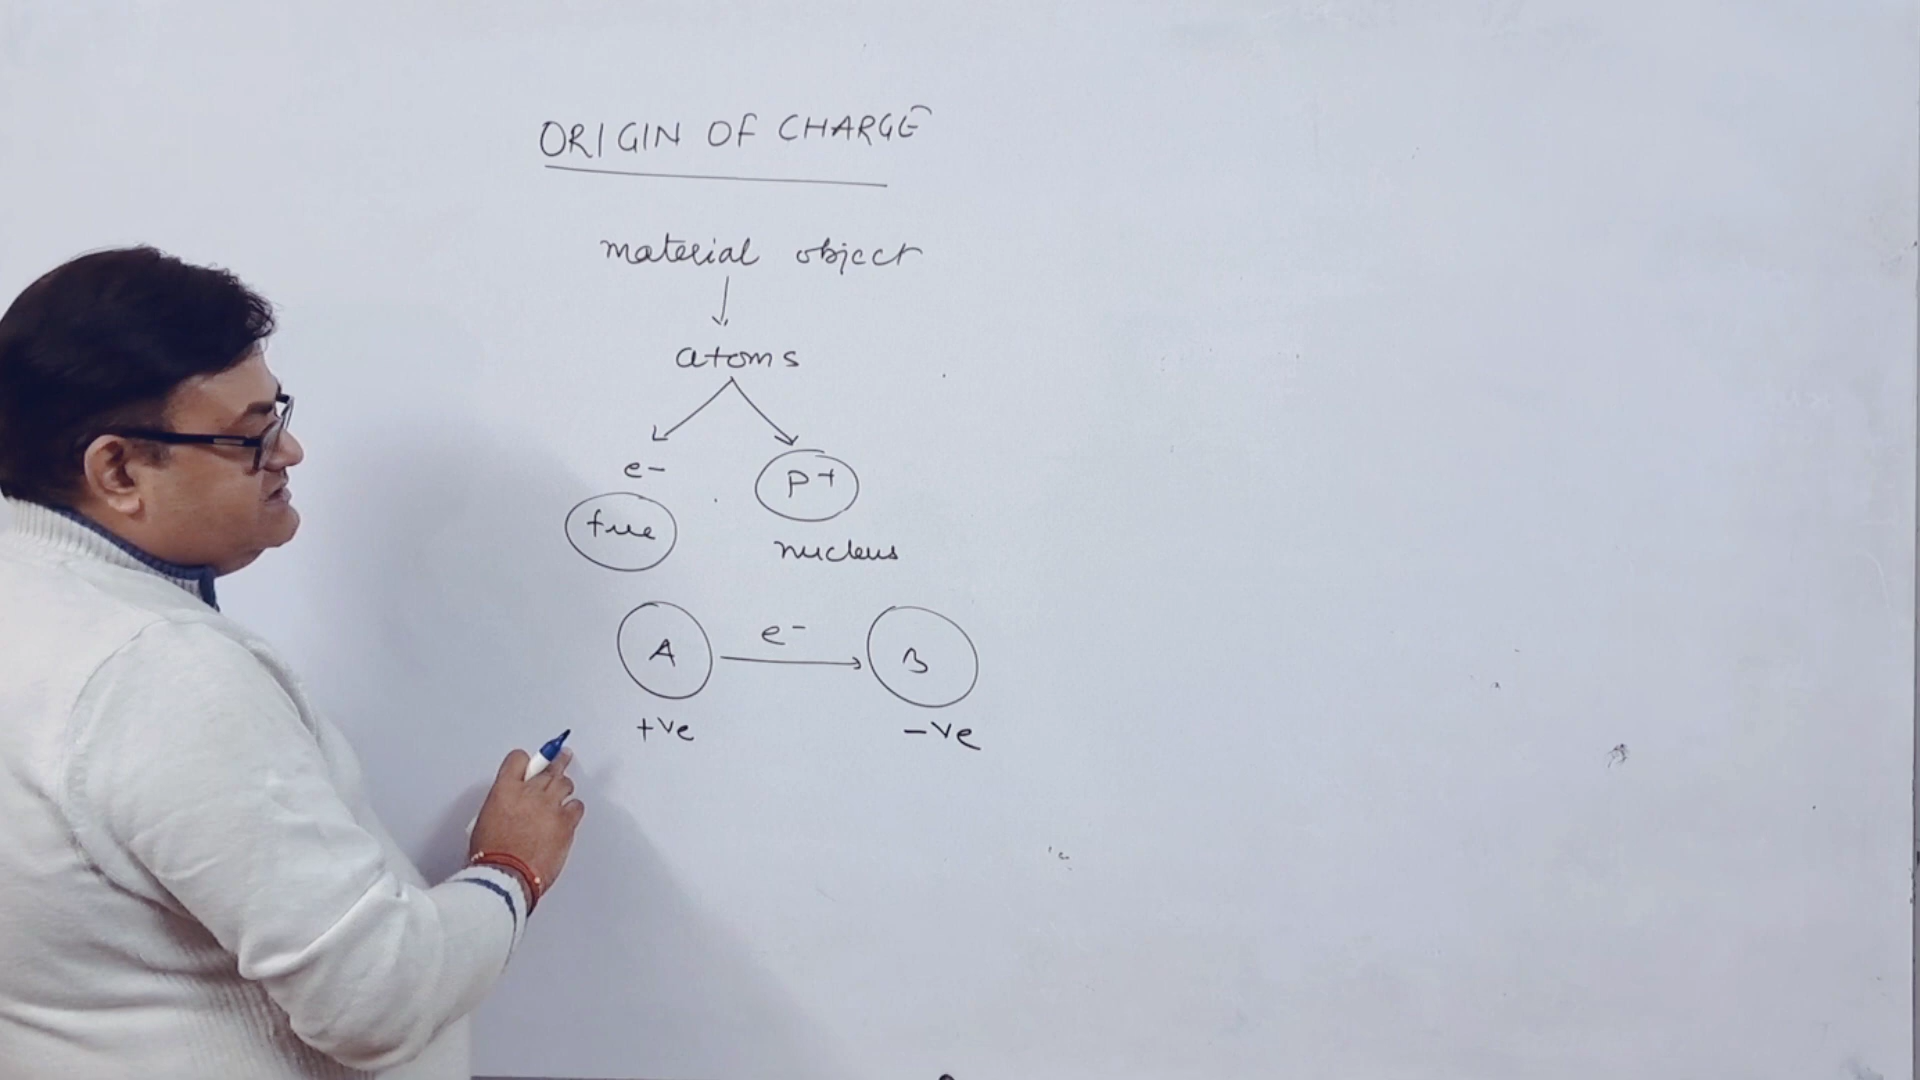 ORIGIN OF CHARGE
material object
atoms
e- P+
free
nucleus
A e- B
+ve -ve